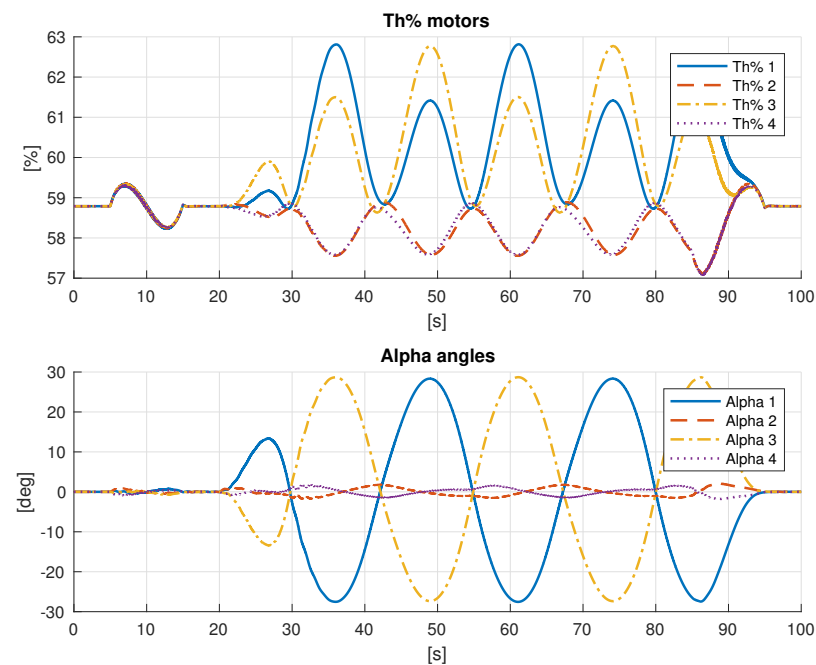 Th% motors
63
62
61
60
59
58
57
[%]
Th% 1
Th% 2
Th% 3
Th% 4
0 10 20 30 40 50 60 70 80 90 100
[s]
Alpha angles
30
20
10
0
-10
-20
-30
[deg]
Alpha 1
Alpha 2
Alpha 3
Alpha 4
0 10 20 30 40 50 60 70 80 90 100
[s]